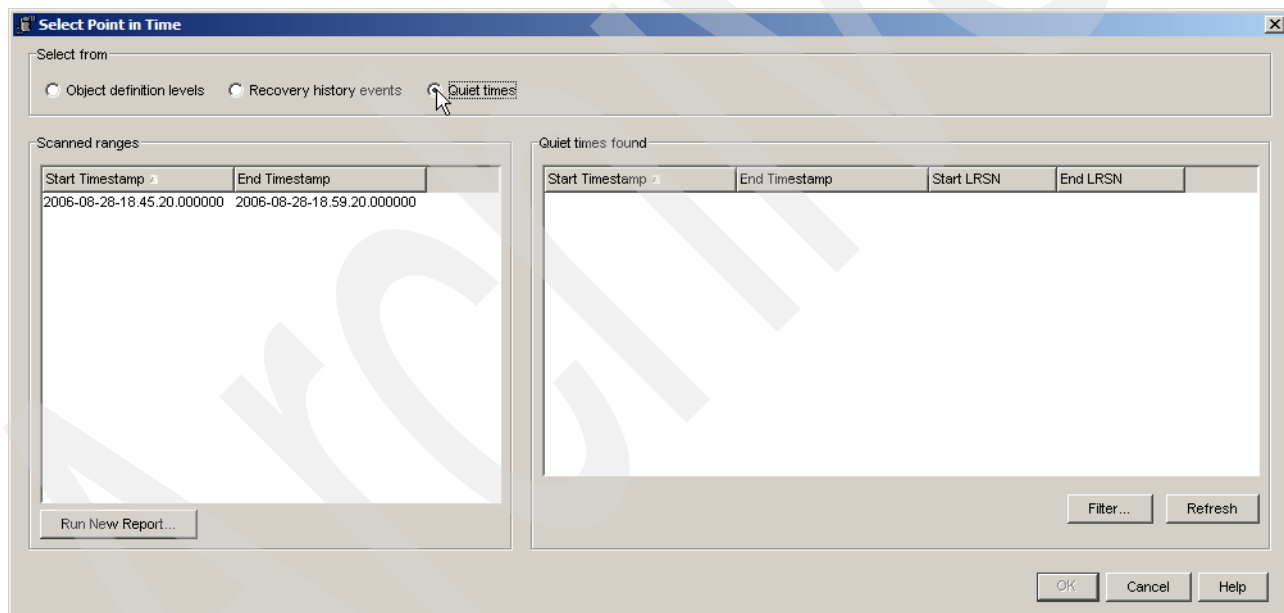 Select Point in Time
Select from
Object definition levels Recovery history events Quiet times
Scanned ranges
Start Timestamp End Timestamp
2006-08-28-18.45.20.000000 2006-08-28-18.59.20.000000
Run New Report...
Quiet times found
Start Timestamp End Timestamp Start LRSN End LRSN
Filter... Refresh
OK Cancel Help
Archive